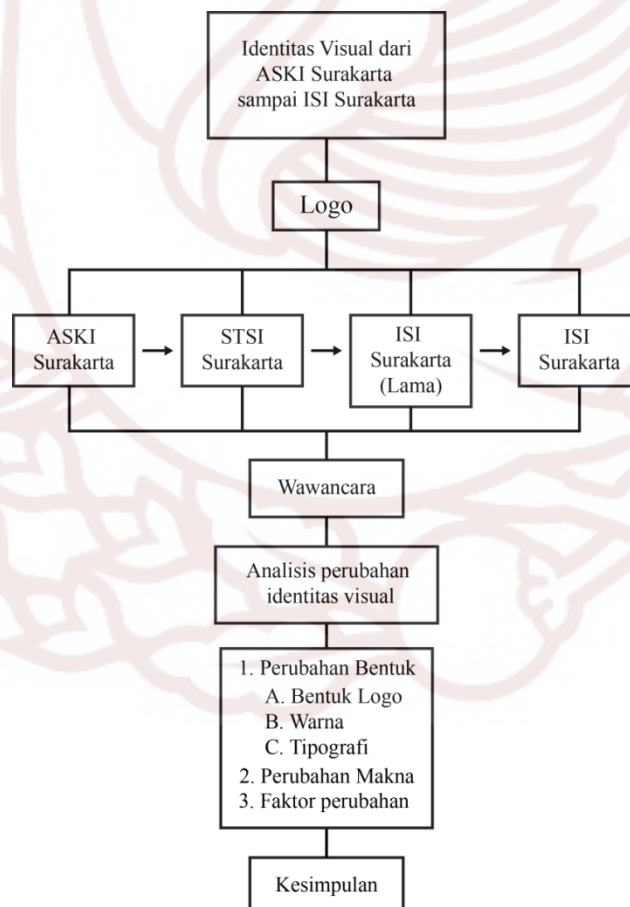 Identitas Visual dari
ASKI Surakarta
sampai ISI Surakarta
Logo
ASKI
Surakarta
STSI
Surakarta
ISI
Surakarta
(Lama)
ISI
Surakarta
Wawancara
Analisis perubahan
identitas visual
1. Perubahan Bentuk
A. Bentuk Logo
B. Warna
C. Tipografi
2. Perubahan Makna
3. Faktor perubahan
Kesimpulan